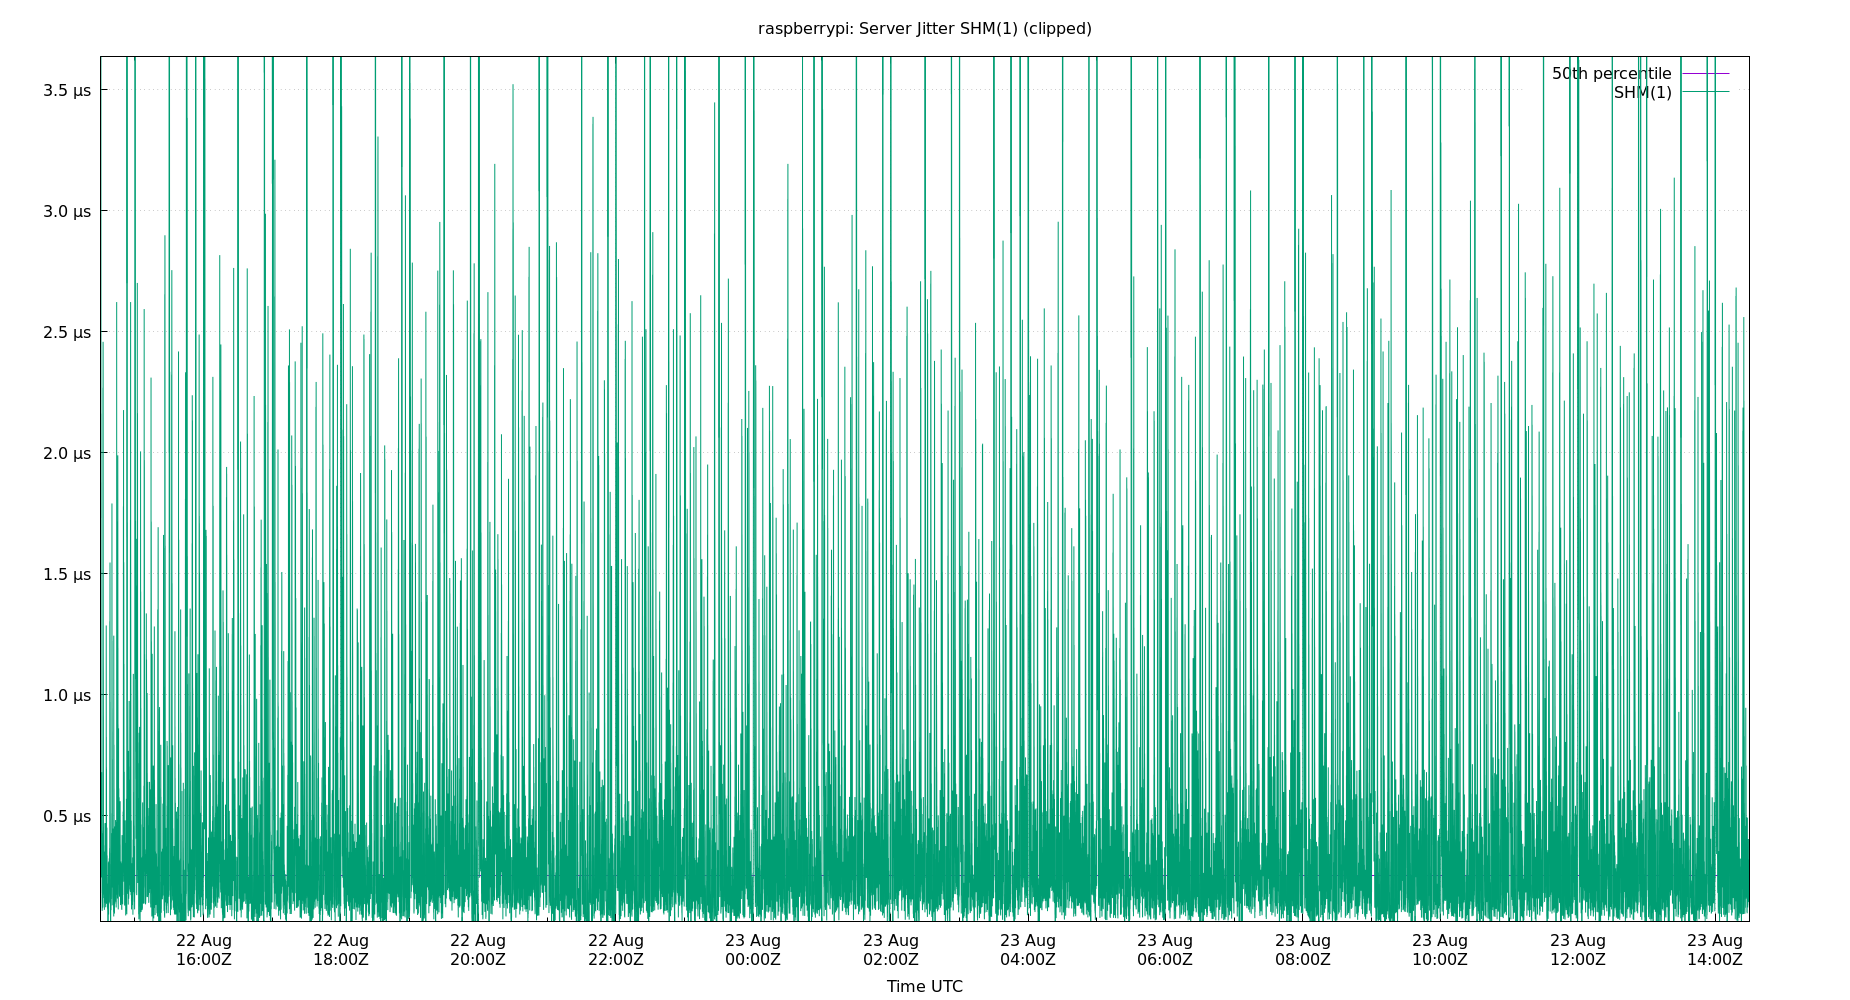 raspberrypi: Server Jitter SHM(1) (clipped)
50th percentile
SHM(1)
3.5 µs
3.0 µs
2.5 µs
2.0 µs
1.5 µs
1.0 µs
0.5 µs
22 Aug 22 Aug 22 Aug 22 Aug 23 Aug 23 Aug 23 Aug 23 Aug 23 Aug 23 Aug 23 Aug 23 Aug
16:00Z 18:00Z 20:00Z 22:00Z 00:00Z 02:00Z 04:00Z 06:00Z 08:00Z 10:00Z 12:00Z 14:00Z
Time UTC